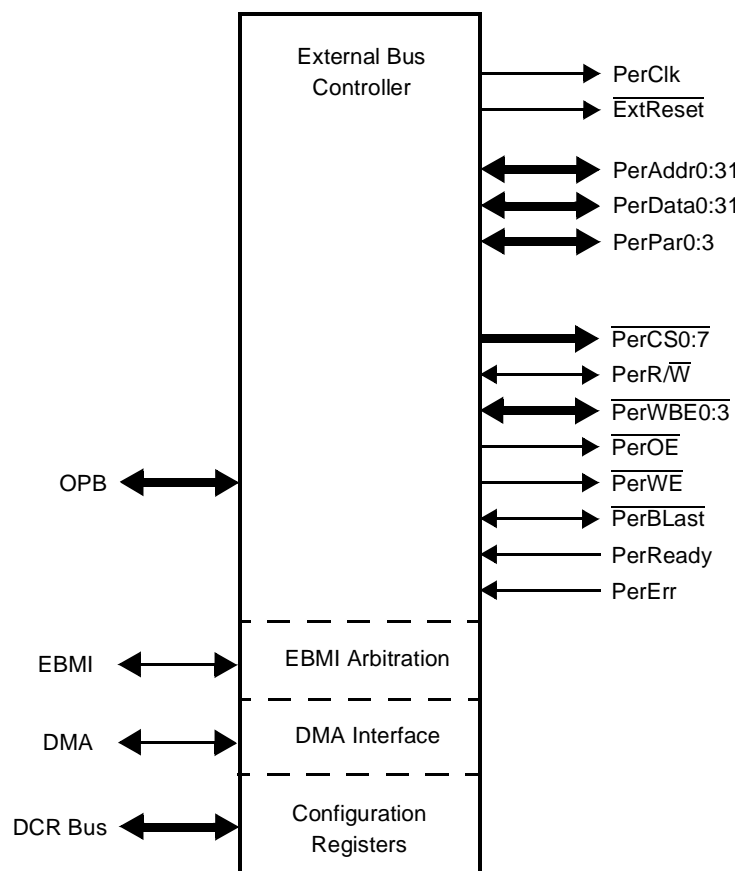 External Bus
Controller
PerClk
ExtReset
PerAddr0:31
PerData0:31
PerPar0:3
PerCS0:7
PerR/W
PerWBE0:3
PerOE
OPB
PerWE
PerBLast
PerReady
PerErr
EBMI
EBMI Arbitration
DMA
DMA Interface
DCR Bus
Configuration
Registers